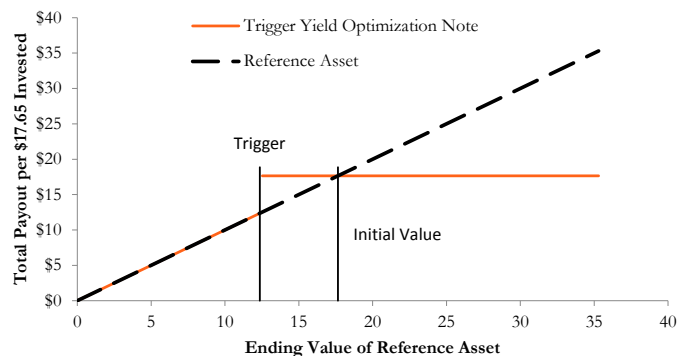 $40
$35
$30
$25
$20
$15
$10
$5
$0
Total Payout per $17.65 Invested
Trigger Yield Optimization Note
Reference Asset
Trigger
Initial Value
0 5 10 15 20 25 30 35 40
Ending Value of Reference Asset